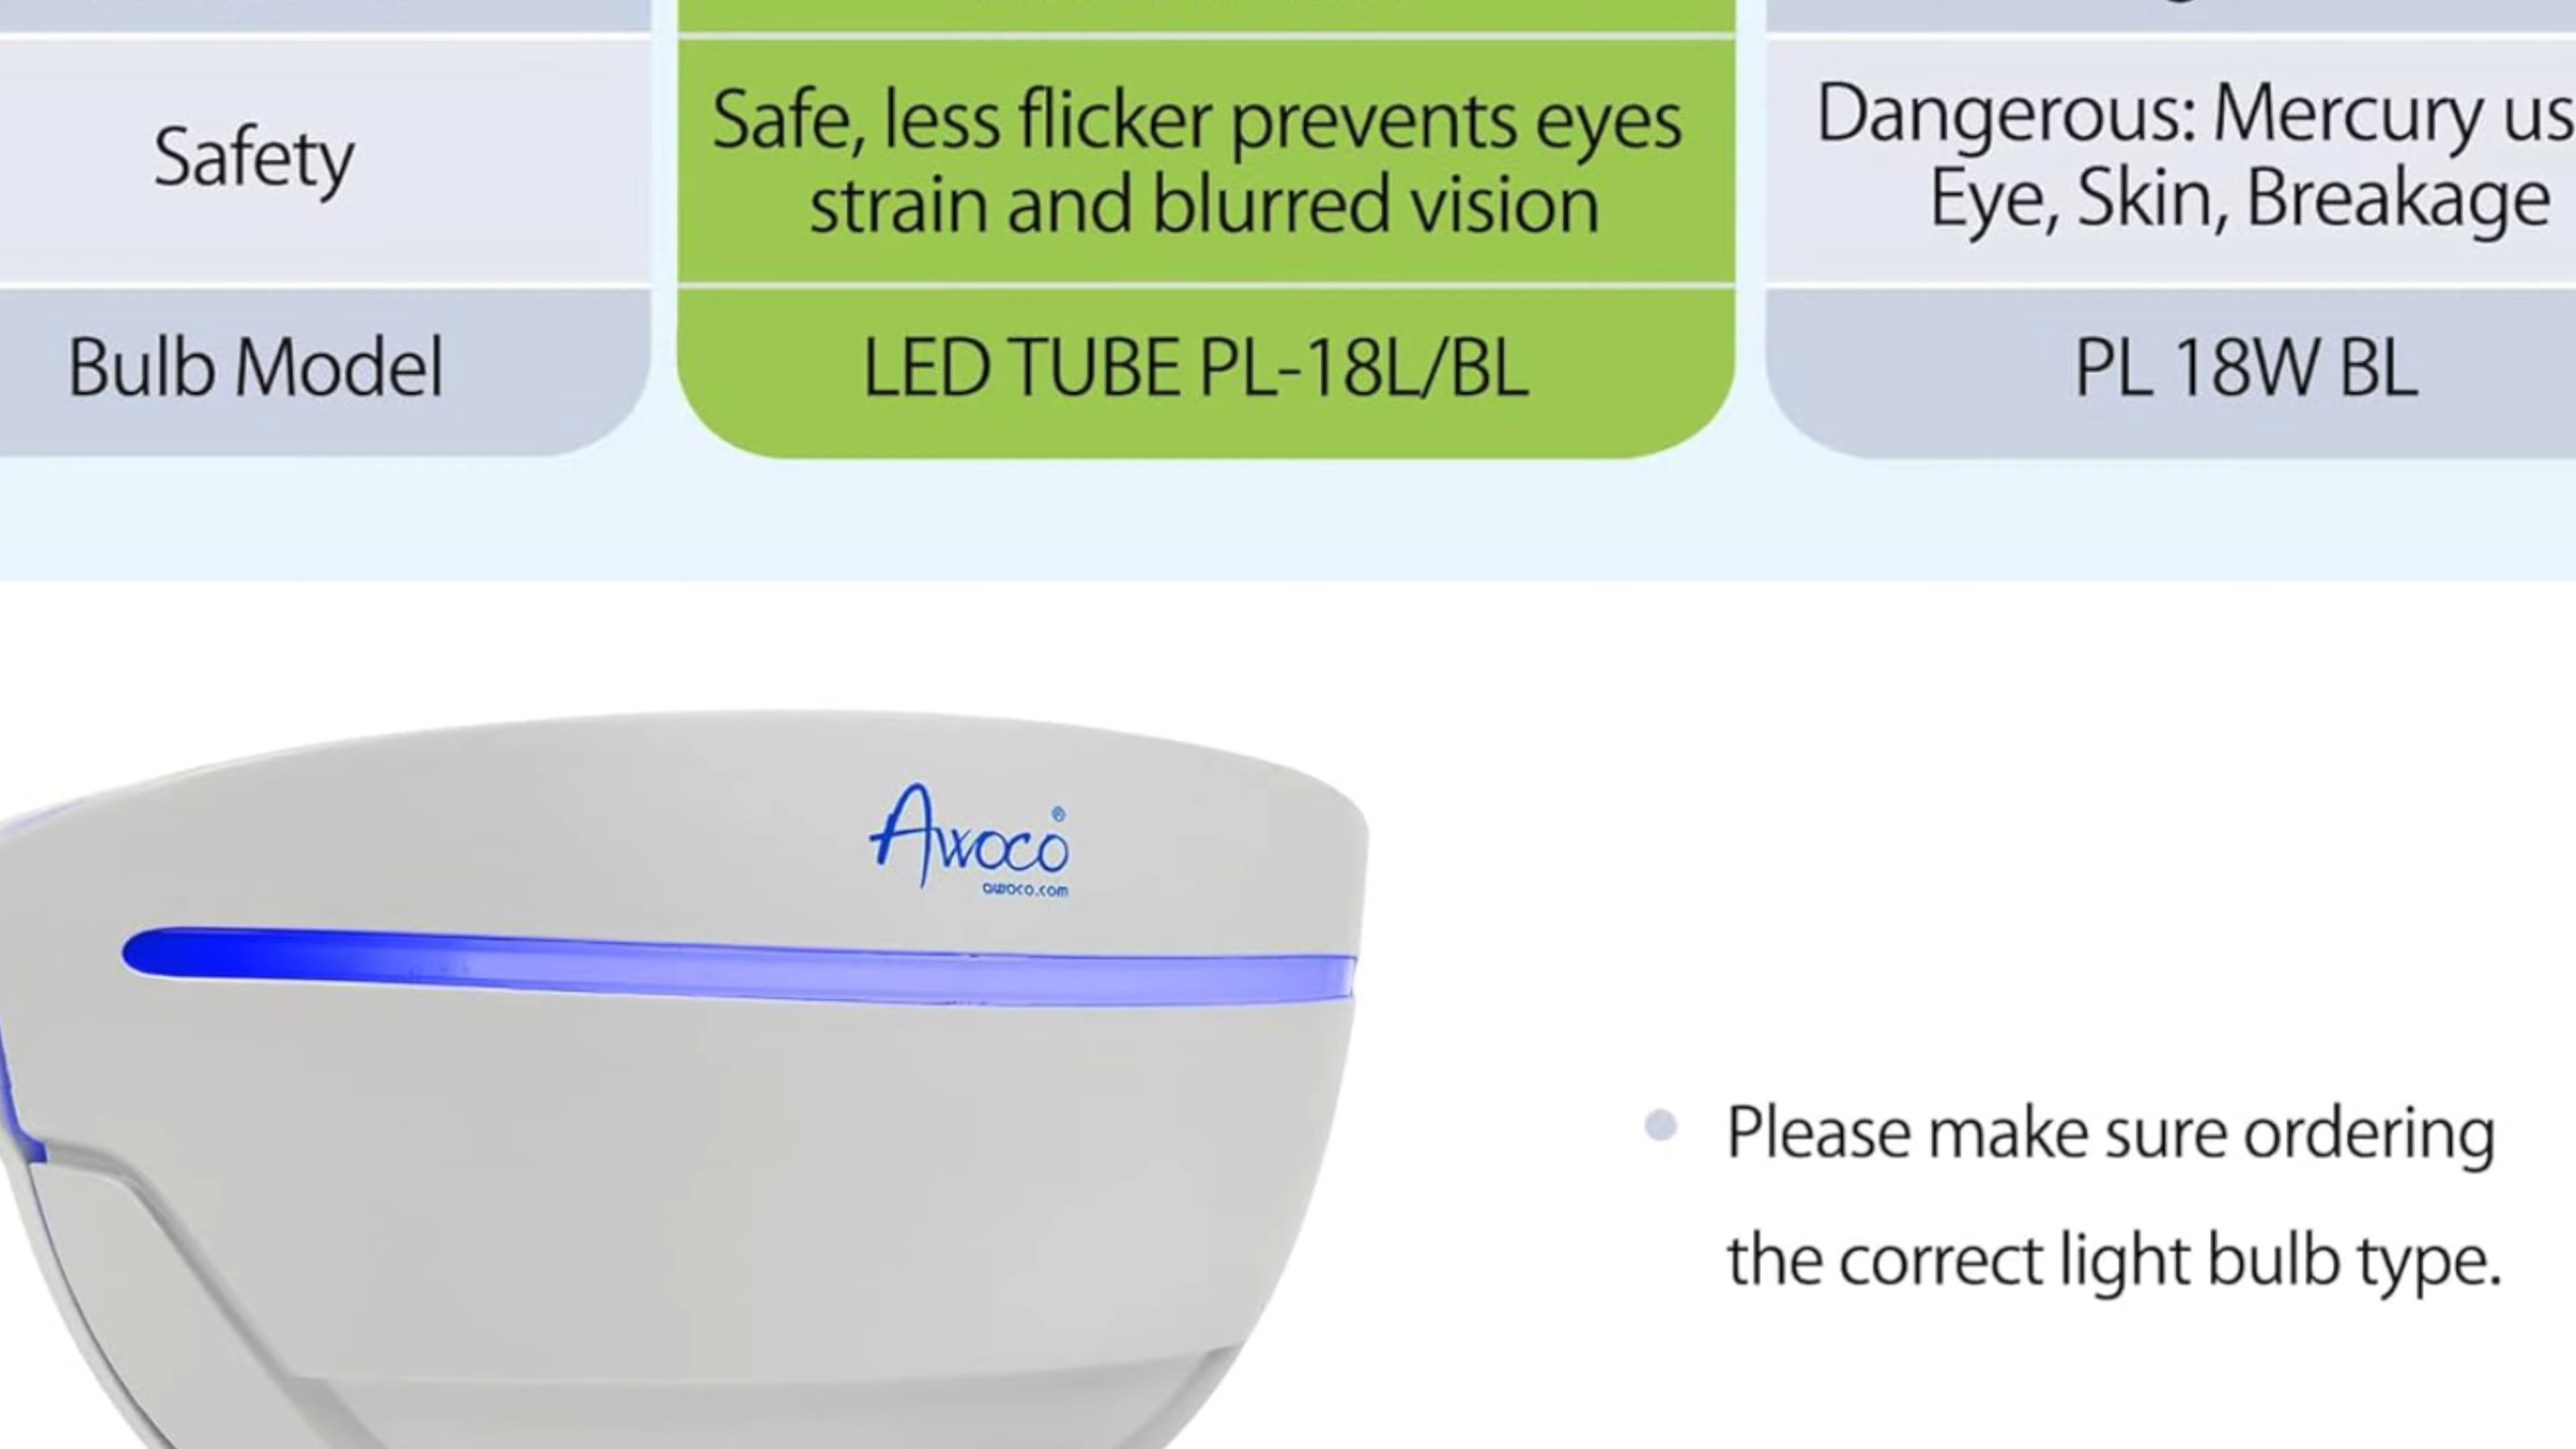 Safety
Safe, less flicker prevents eyes
strain and blurred vision
Dangerous: Mercury
Eye, Skin, Breakage
Bulb Model
LED TUBE PL-18L/BL
PL 18W BL
Awoco®
awoco.com
Please make sure ordering
the correct light bulb type.